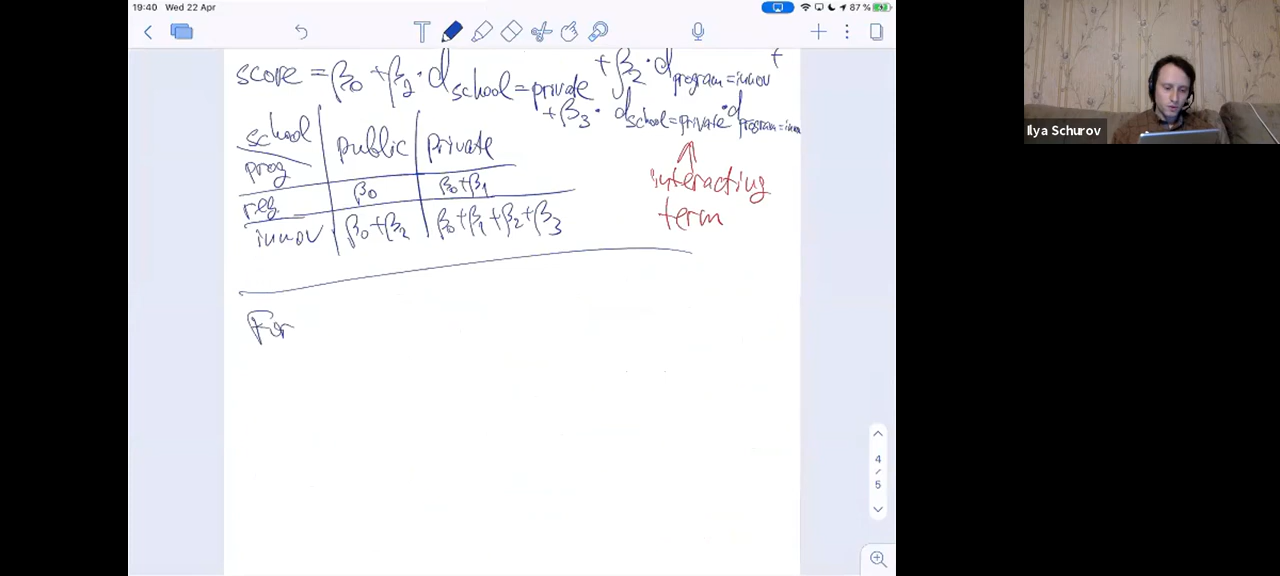 19:40 Wed 22 Apr 87 %
score = β₀ + β₂ · d school = private + β₂ · d program = innov +
+ β₃ · d school = private · d program = inno
school public private
prog
reg β₀ β₀+β₁
innov β₀+β₂ β₀+β₁+β₂+β₃
interacting
term
For
4
/
5
Ilya Schurov